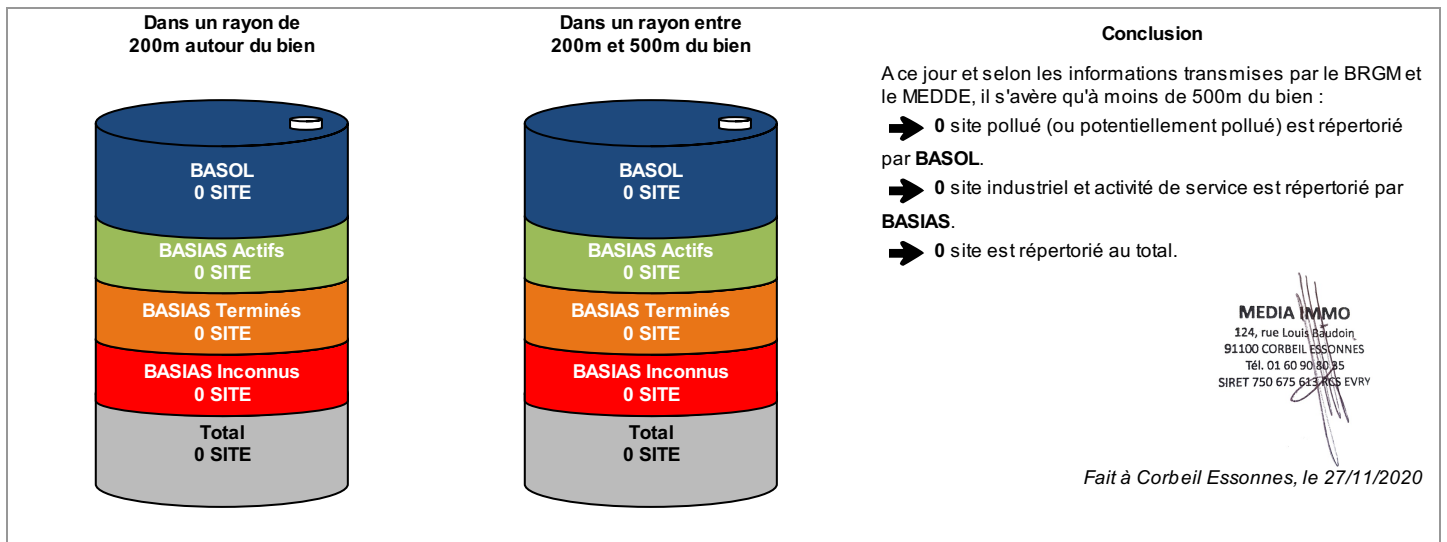 Dans un rayon de
200m autour du bien
BASOL
0 SITE
BASIAS Actifs
0 SITE
BASIAS Terminés
0 SITE
BASIAS Inconnus
0 SITE
Total
0 SITE
Dans un rayon entre
200m et 500m du bien
BASOL
0 SITE
BASIAS Actifs
0 SITE
BASIAS Terminés
0 SITE
BASIAS Inconnus
0 SITE
Total
0 SITE
Conclusion
A ce jour et selon les informations transmises par le BRGM et
le MEDDE, il s'avère qu'à moins de 500m du bien :
0 site pollué (ou potentiellement pollué) est répertorié
par BASOL.
0 site industriel et activité de service est répertorié par
BASIAS.
0 site est répertorié au total.
MEDIA IMMO
124, rue Louis Baudoin
91100 CORBEIL ESSONNES
Tél. 01 60 90 80 85
SIRET 750 675 613 RCS EVRY
Fait à Corbeil Essonnes, le 27/11/2020